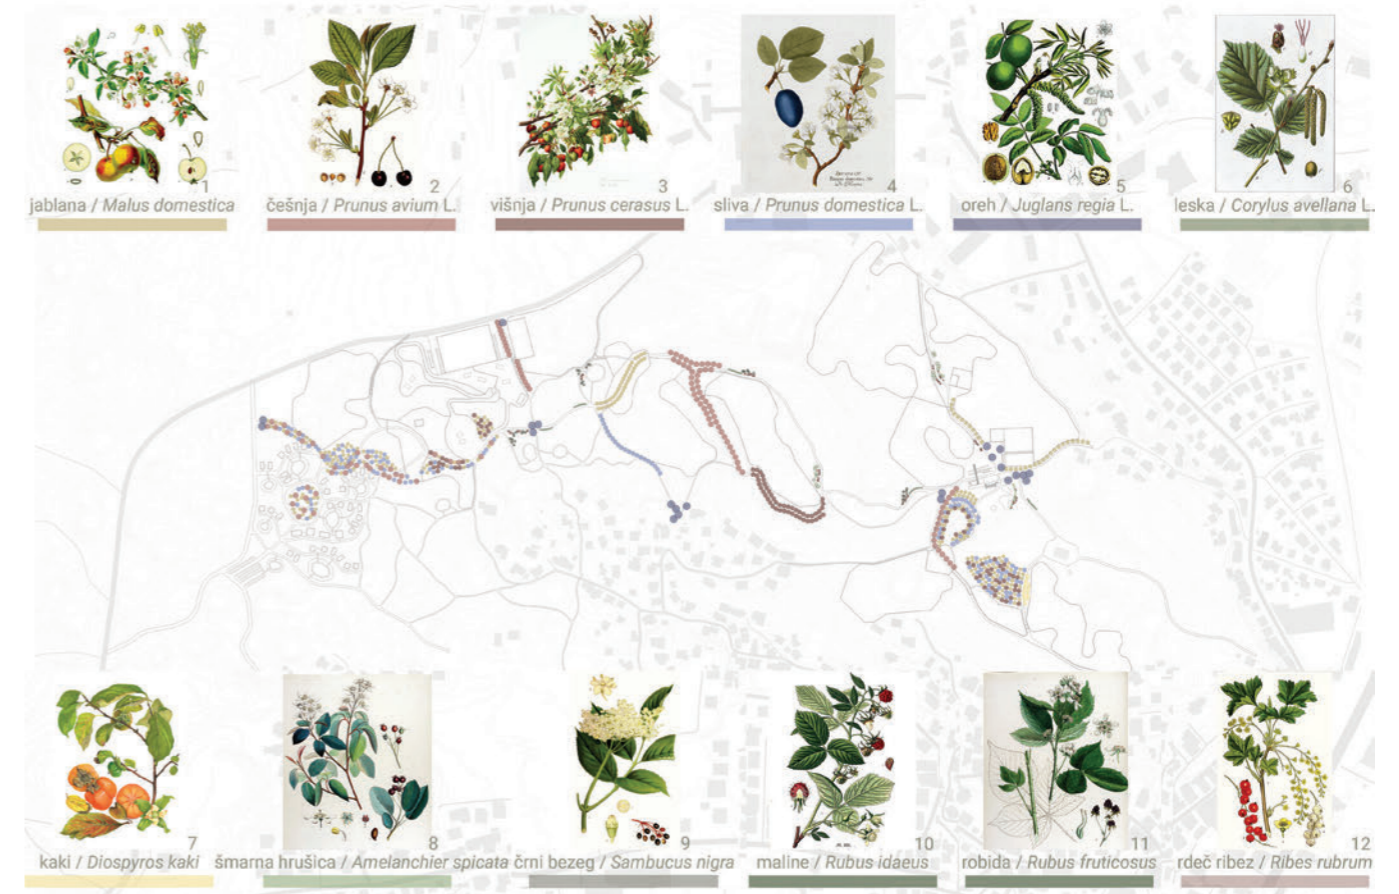 1
jablana / Malus domestica
2
češnja / Prunus avium L.
3
višnja / Prunus cerasus L.
4
sliva / Prunus domestica L.
5
oreh / Juglans regia L.
6
leska / Corylus avellana L.
7
kaki / Diospyros kaki
8
šmarna hrušica / Amelanchier spicata
9
črni bezeg / Sambucus nigra
10
maline / Rubus idaeus
11
robida / Rubus fruticosus
12
rdeč ribez / Ribes rubrum